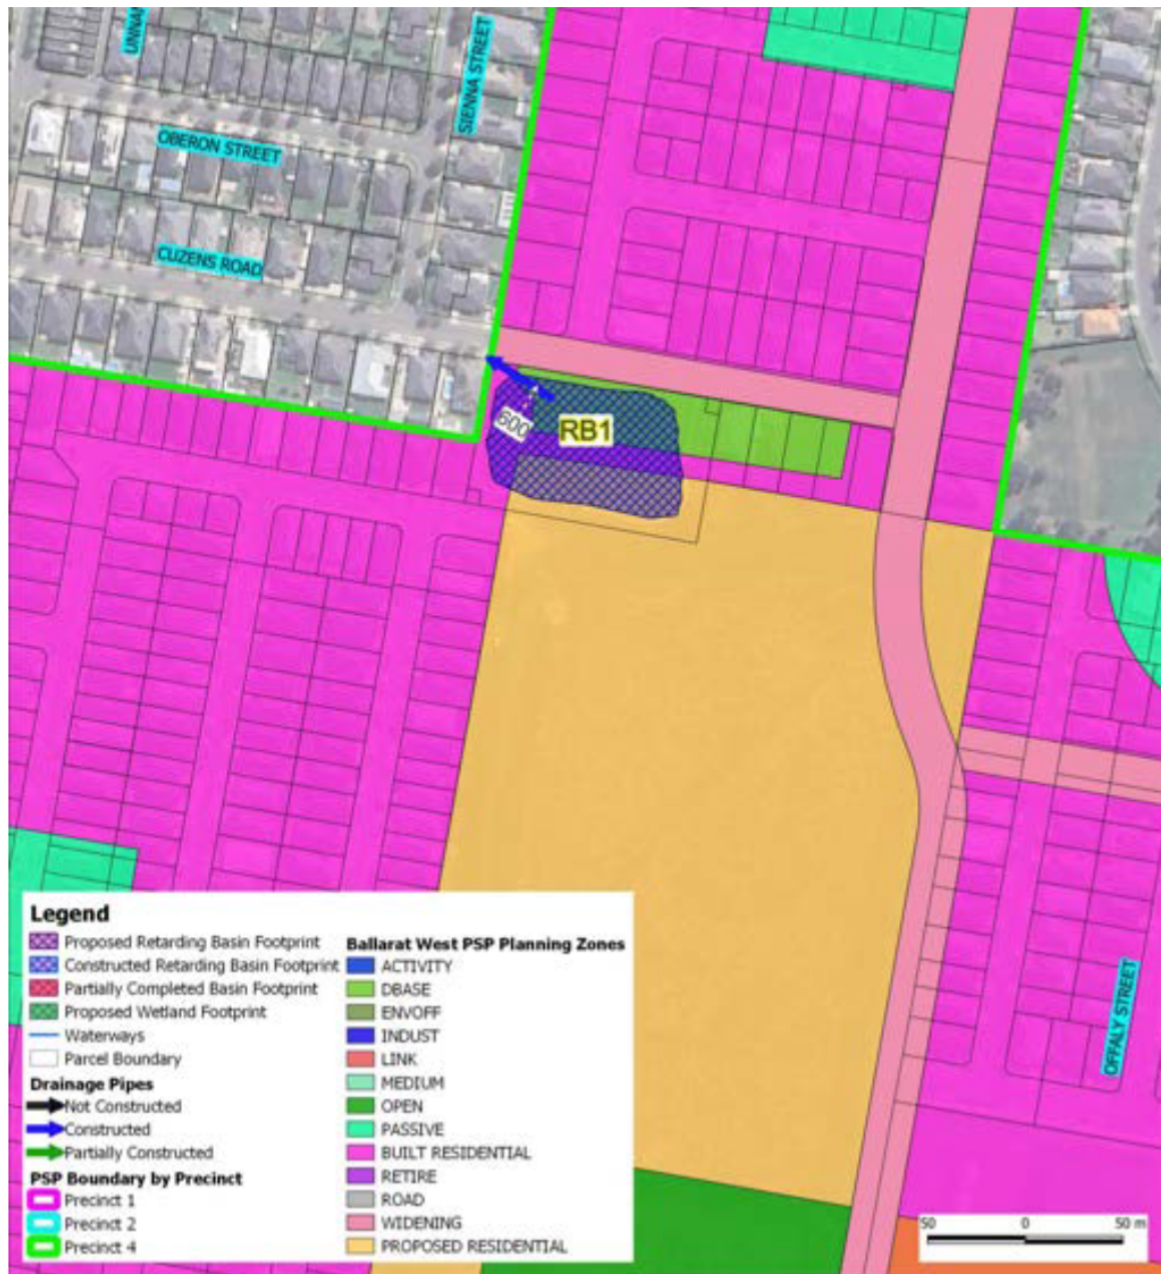 UNNA
SIENNA STREET
OBERON STREET
CUZENS ROAD
600
RB1
OFFALY STREET
Legend
Proposed Retarding Basin Footprint
Constructed Retarding Basin Footprint
Partially Completed Basin Footprint
Proposed Wetland Footprint
Waterways
Parcel Boundary
Drainage Pipes
Not Constructed
Constructed
Partially Constructed
PSP Boundary by Precinct
Precinct 1
Precinct 2
Precinct 4
Ballarat West PSP Planning Zones
ACTIVITY
DBASE
ENVOFF
INDUST
LINK
MEDIUM
OPEN
PASSIVE
BUILT RESIDENTIAL
RETIRE
ROAD
WIDENING
PROPOSED RESIDENTIAL
50 0 50 m